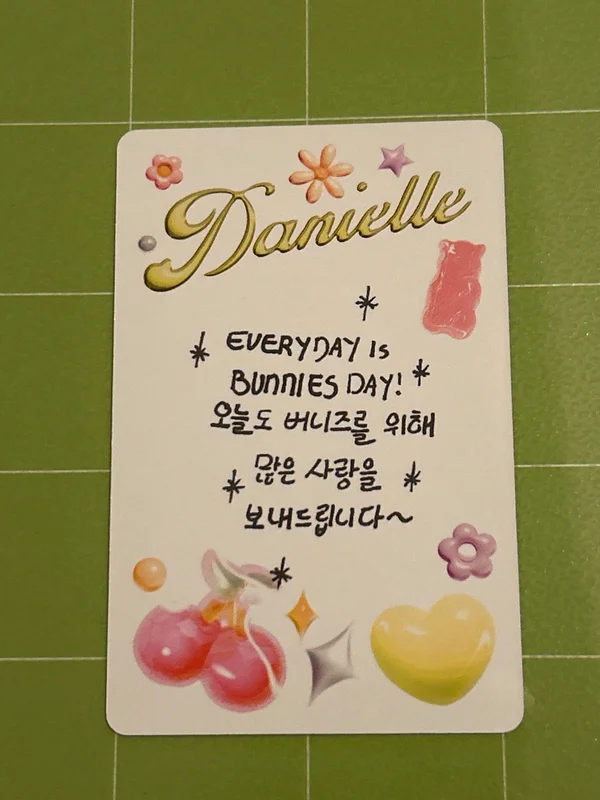 Danielle
EVERYDAY IS
BUNNIES DAY!
오늘도 버니즈를 위해
많은 사랑을
보내드립니다~